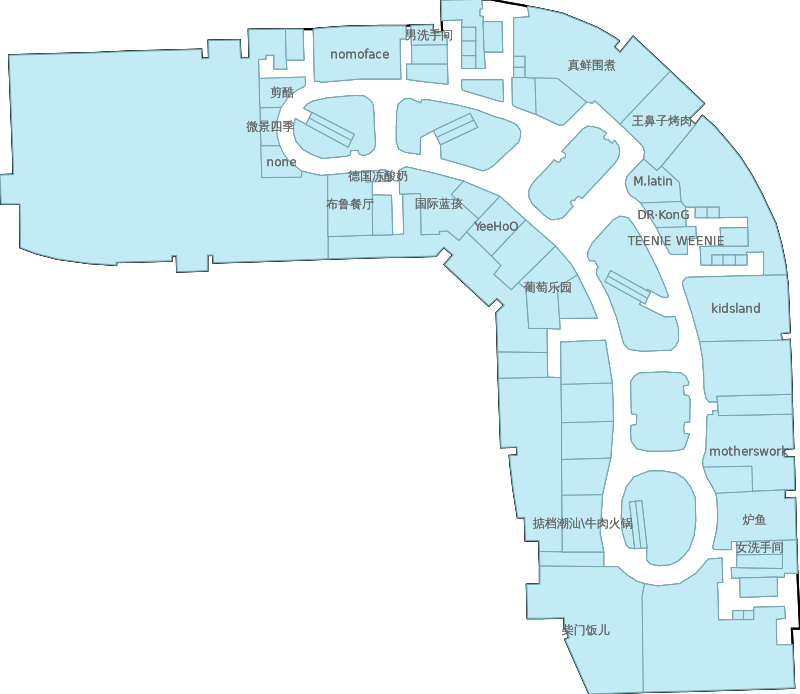 男洗手间
nomoface
真鲜围煮
剪酷
王鼻子烤肉
微景四季
none
德国冻酸奶
M.latin
布鲁餐厅
国际蓝孩
DR·KonG
YeeHoO
TEENIE WEENIE
葡萄乐园
kidsland
motherswork
炉鱼
掂档潮汕\牛肉火锅
女洗手间
柴门饭儿